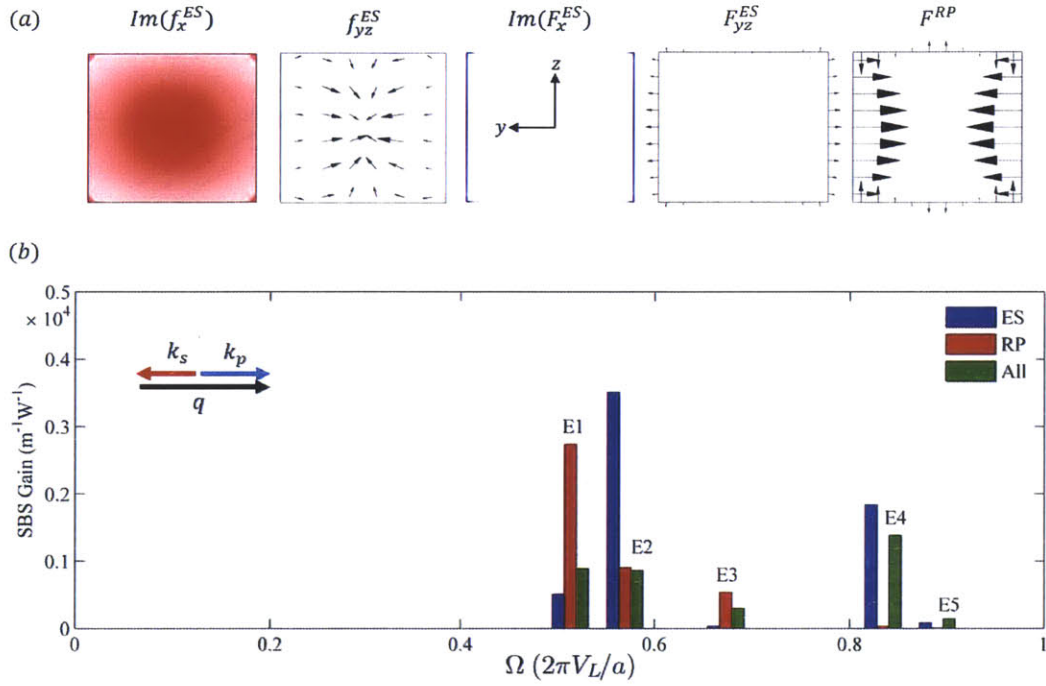 (a) Im(f_x^{ES}) f_{yz}^{ES} Im(F_x^{ES}) F_{yz}^{ES} F^{RP}
z
y
(b)
0.5
× 10^4
ES
RP
All
0.4
k_s k_p
q
0.3
E1
SBS Gain (m^{-1}W^{-1})
0.2
E2
E4
0.1
E3
E5
0
0 0.2 0.4 0.6 0.8 1
Ω (2πV_L/a)